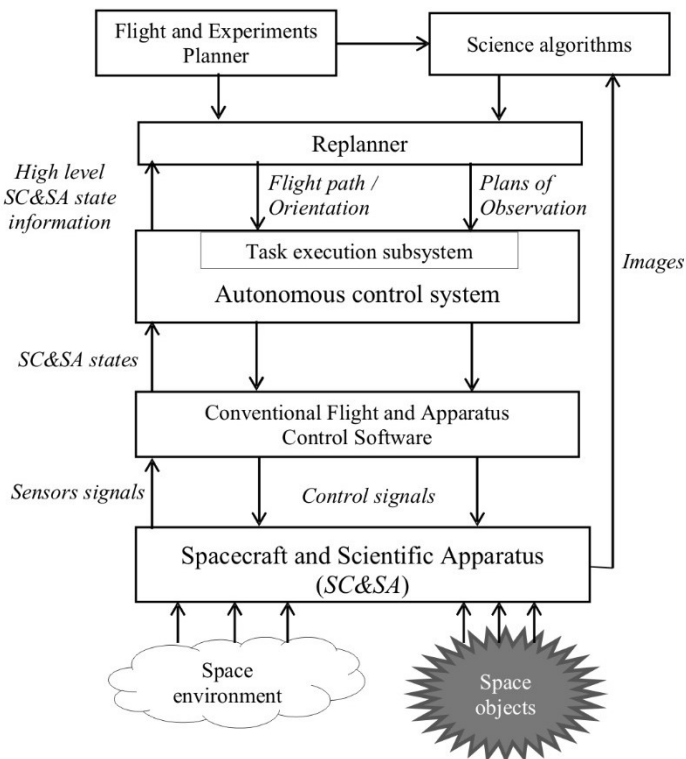 Flight and Experiments
Planner
Science algorithms
Replanner
High level
SC&SA state
information
Flight path /
Orientation
Plans of
Observation
Task execution subsystem
Autonomous control system
Images
SC&SA states
Conventional Flight and Apparatus
Control Software
Sensors signals
Control signals
Spacecraft and Scientific Apparatus
(SC&SA)
Space
environment
Space
objects